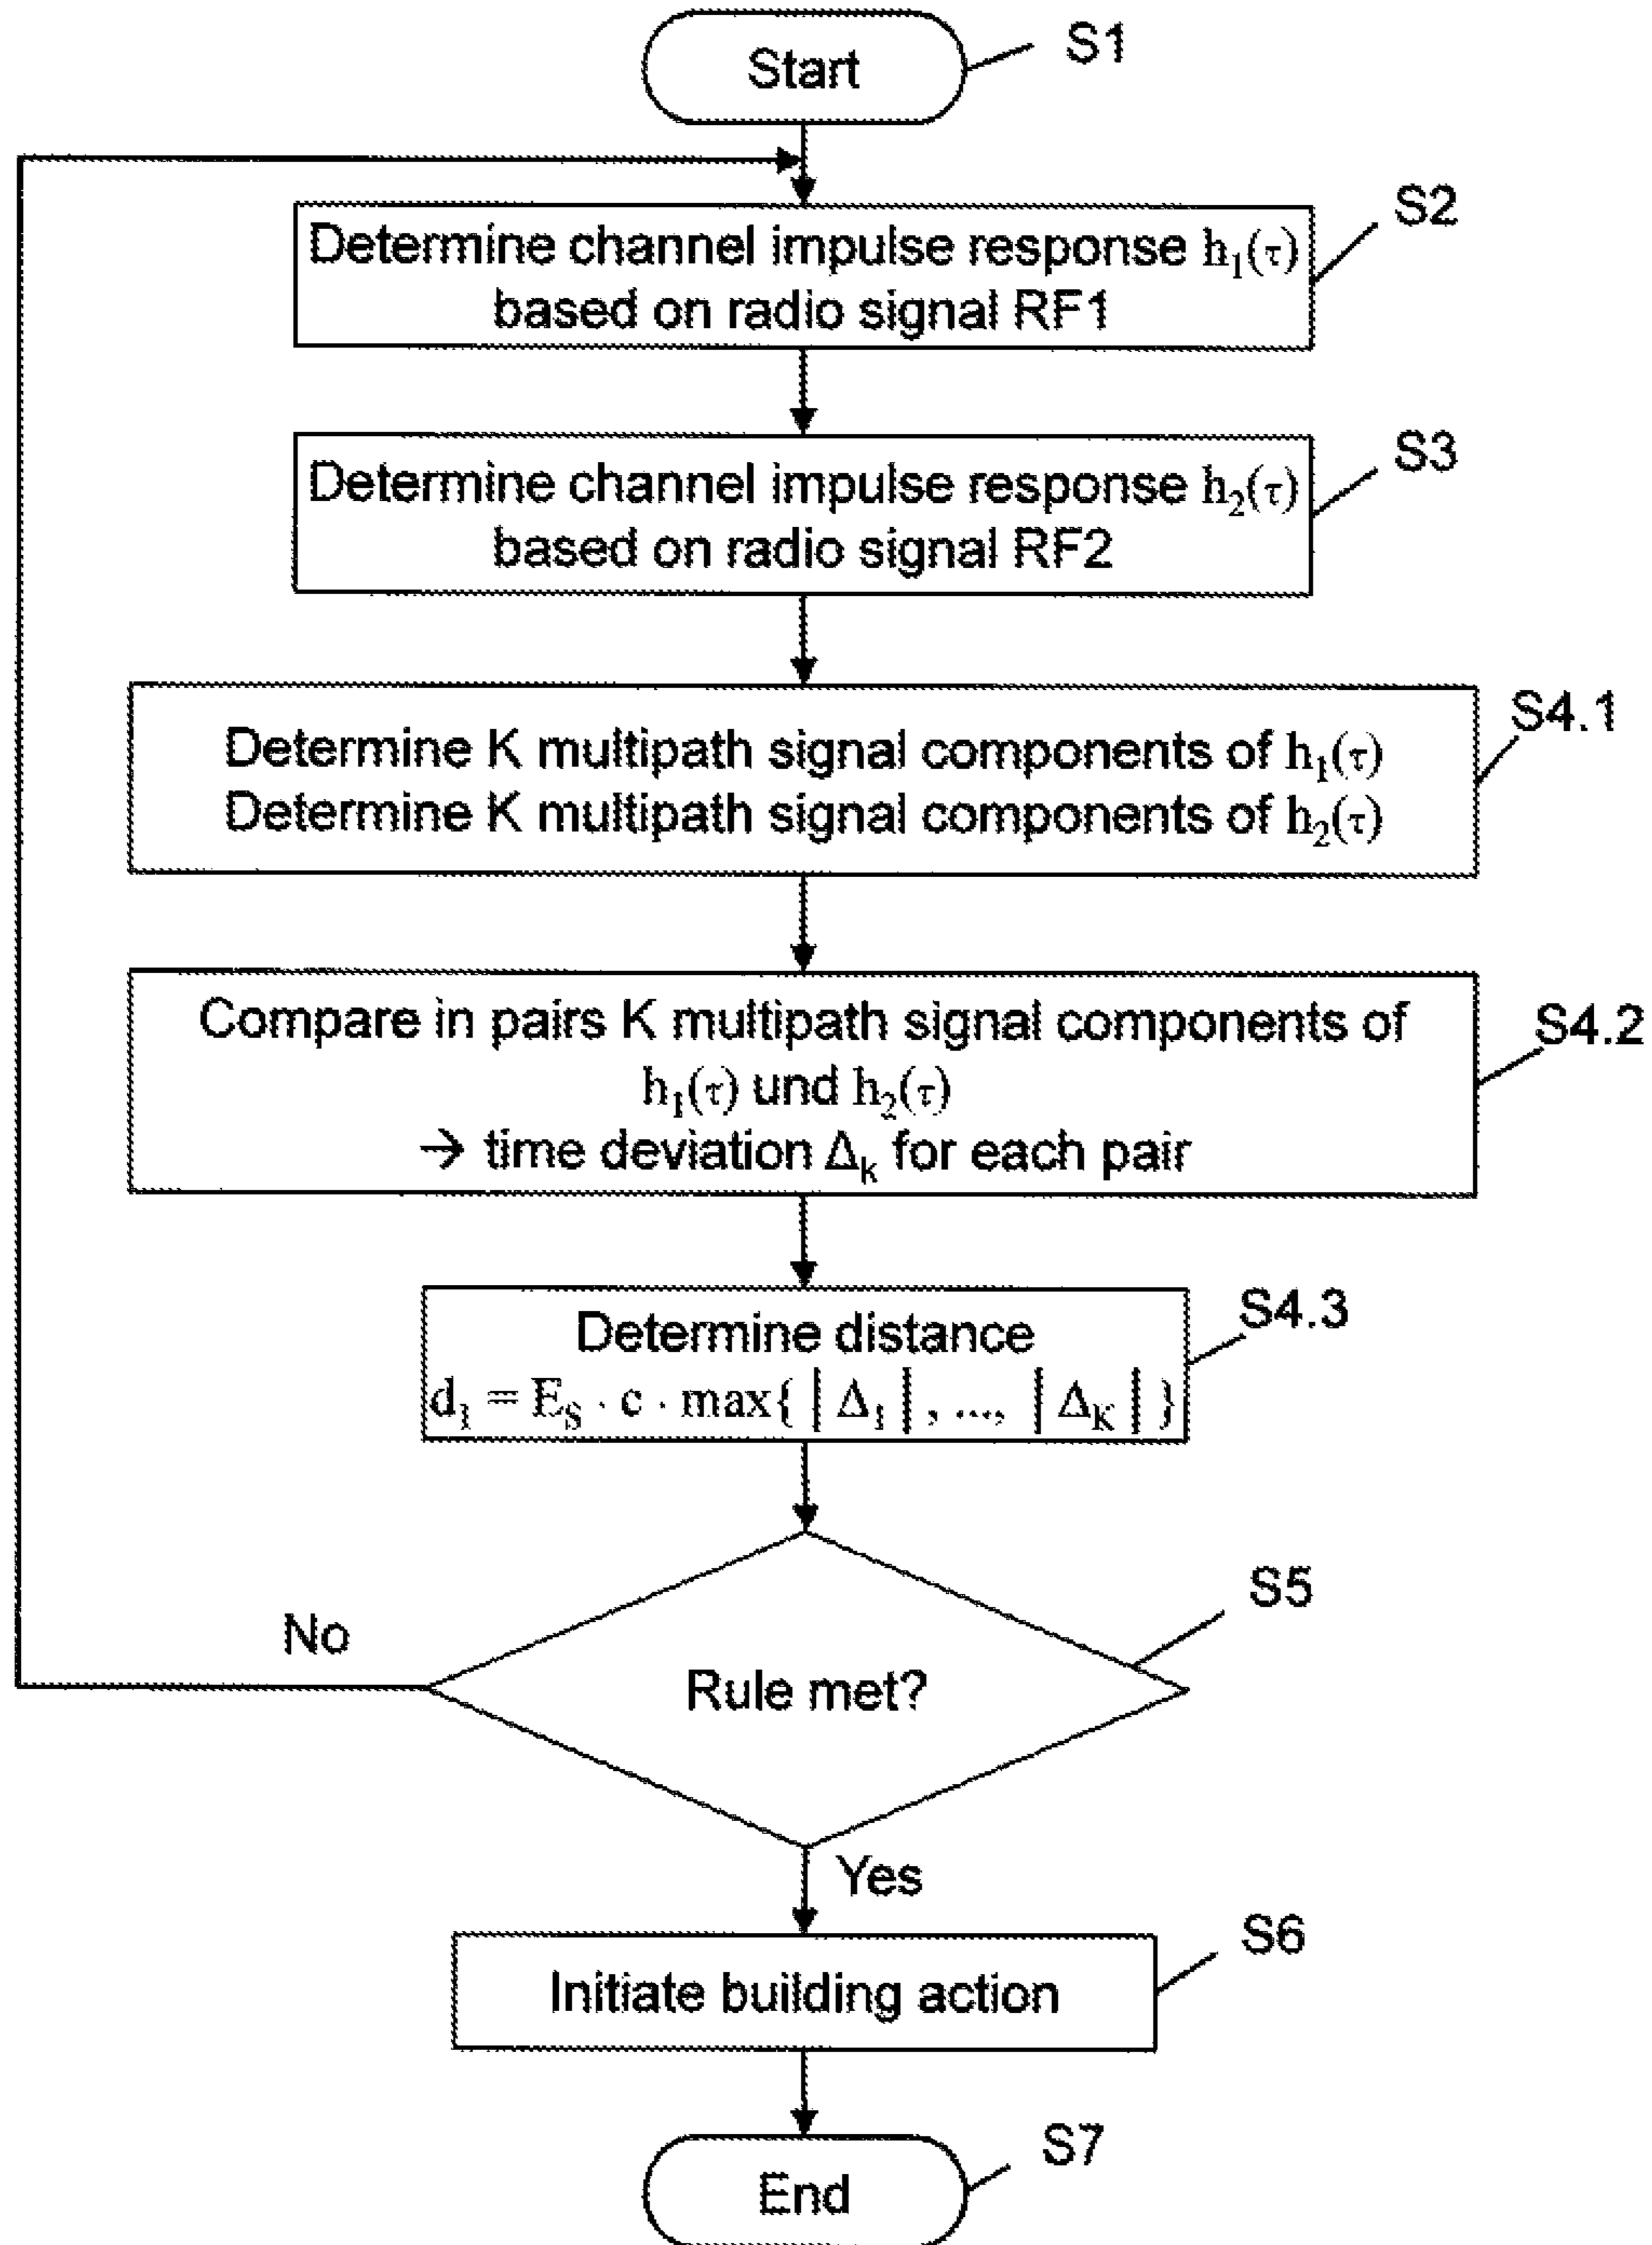 Start
S1
S2
Determine channel impulse response h₁(τ)
based on radio signal RF1
S3
Determine channel impulse response h₂(τ)
based on radio signal RF2
S4.1
Determine K multipath signal components of h₁(τ)
Determine K multipath signal components of h₂(τ)
S4.2
Compare in pairs K multipath signal components of
h₁(τ) und h₂(τ)
→ time deviation Δₖ for each pair
S4.3
Determine distance
d₁ = E_S · c · max{ | Δ₁ | , ..., | Δ_K | }
S5
No
Rule met?
Yes
S6
Initiate building action
S7
End